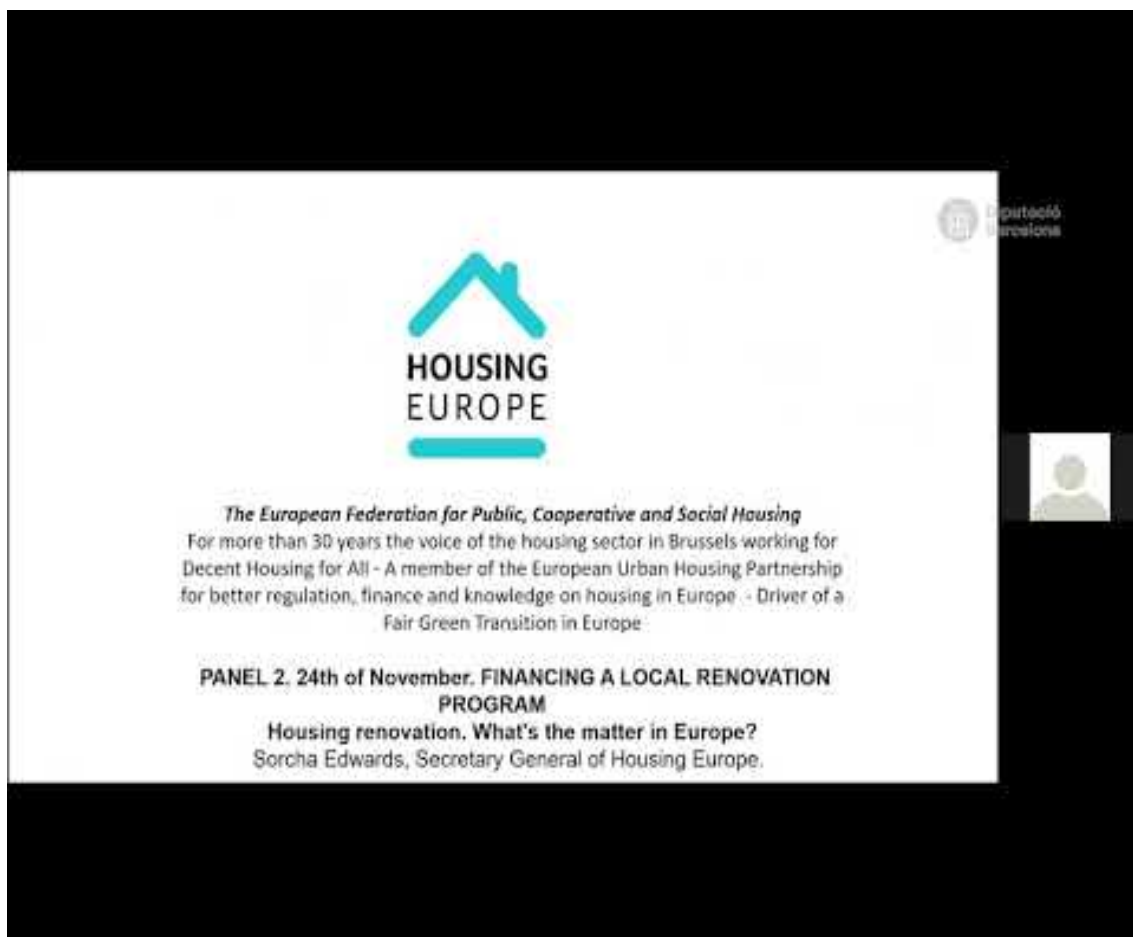 Diputació
Barcelona
HOUSING
EUROPE
The European Federation for Public, Cooperative and Social Housing
For more than 30 years the voice of the housing sector in Brussels working for
Decent Housing for All - A member of the European Urban Housing Partnership
for better regulation, finance and knowledge on housing in Europe - Driver of a
Fair Green Transition in Europe
PANEL 2. 24th of November. FINANCING A LOCAL RENOVATION
PROGRAM
Housing renovation. What's the matter in Europe?
Sorcha Edwards, Secretary General of Housing Europe.